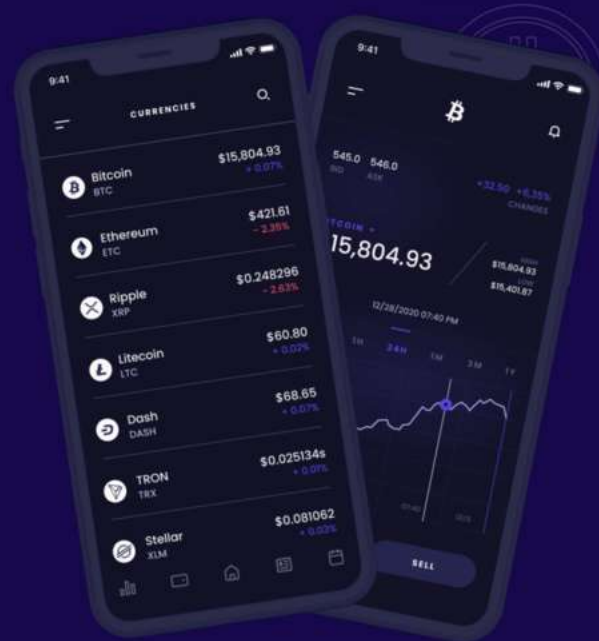 9:41
CURRENCIES
Bitcoin $15,804.93
BTC + 0.07%
Ethereum $421.61
ETC - 2.35%
Ripple $0.248296
XRP - 2.63%
Litecoin $60.80
LTC + 0.02%
Dash $68.65
DASH + 0.07%
TRON $0.025134s
TRX + 0.01%
Stellar $0.081062
XLM + 0.03%
9:41
545.0 546.0
BID ASK
+32.50 +6,35%
CHANGES
15,804.93
HIGH
$15,804.93
LOW
$15,401.87
12/28/2020 07:40 PM
24H 1M 3M 1Y
07:40
SELL